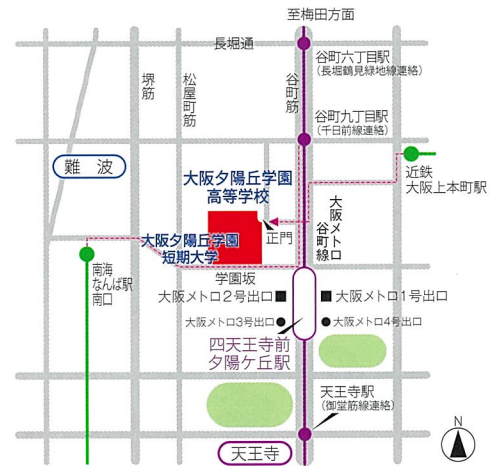 至梅田方面
長堀通
谷町六丁目駅
(長堀鶴見緑地線連絡)
堺筋
松屋町筋
谷町筋
谷町九丁目駅
(千日前線連絡)
難波
近鉄
大阪上本町駅
大阪夕陽丘学園
高等学校
大阪メトロ
谷町線
正門
大阪夕陽丘学園
短期大学
南海
なんば駅
南口
学園坂
大阪メトロ2号出口
大阪メトロ1号出口
大阪メトロ3号出口
大阪メトロ4号出口
四天王寺前
夕陽ケ丘駅
天王寺駅
(御堂筋線連絡)
天王寺
N